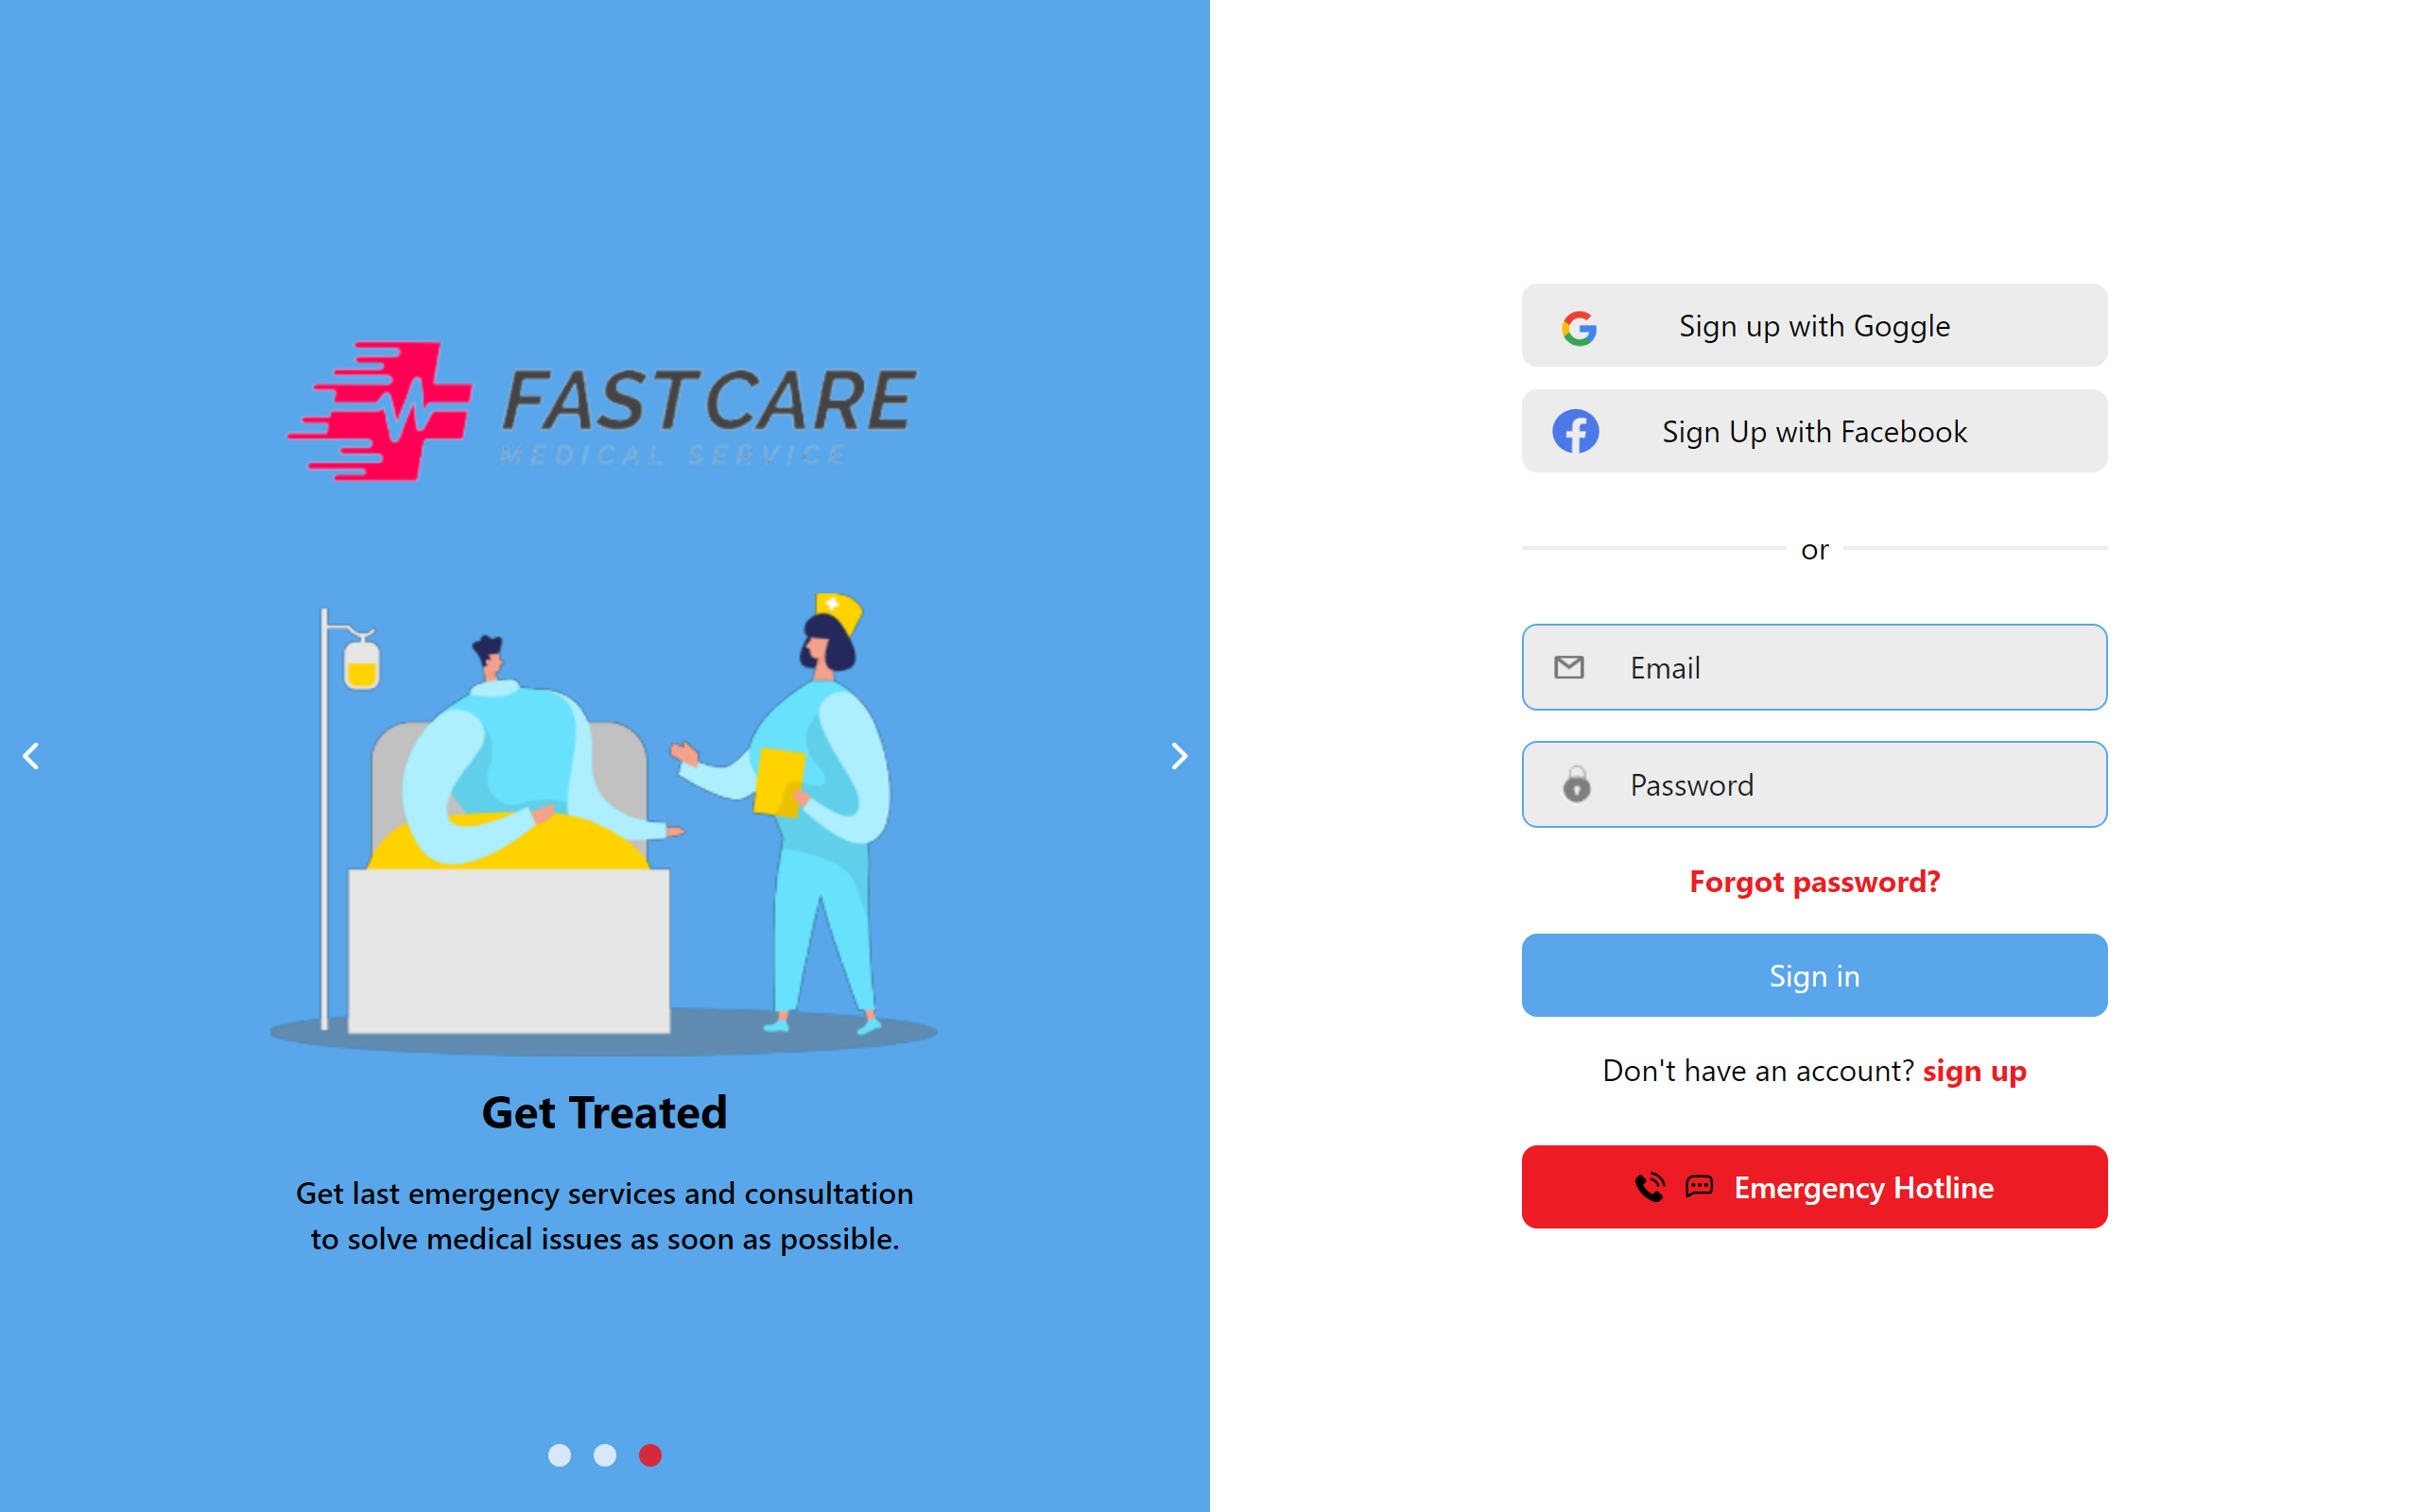 FASTCARE
MEDICAL SERVICE
Get Treated
Get last emergency services and consultation
to solve medical issues as soon as possible.
Sign up with Goggle
Sign Up with Facebook
or
Email
Password
Forgot password?
Sign in
Don't have an account? sign up
Emergency Hotline